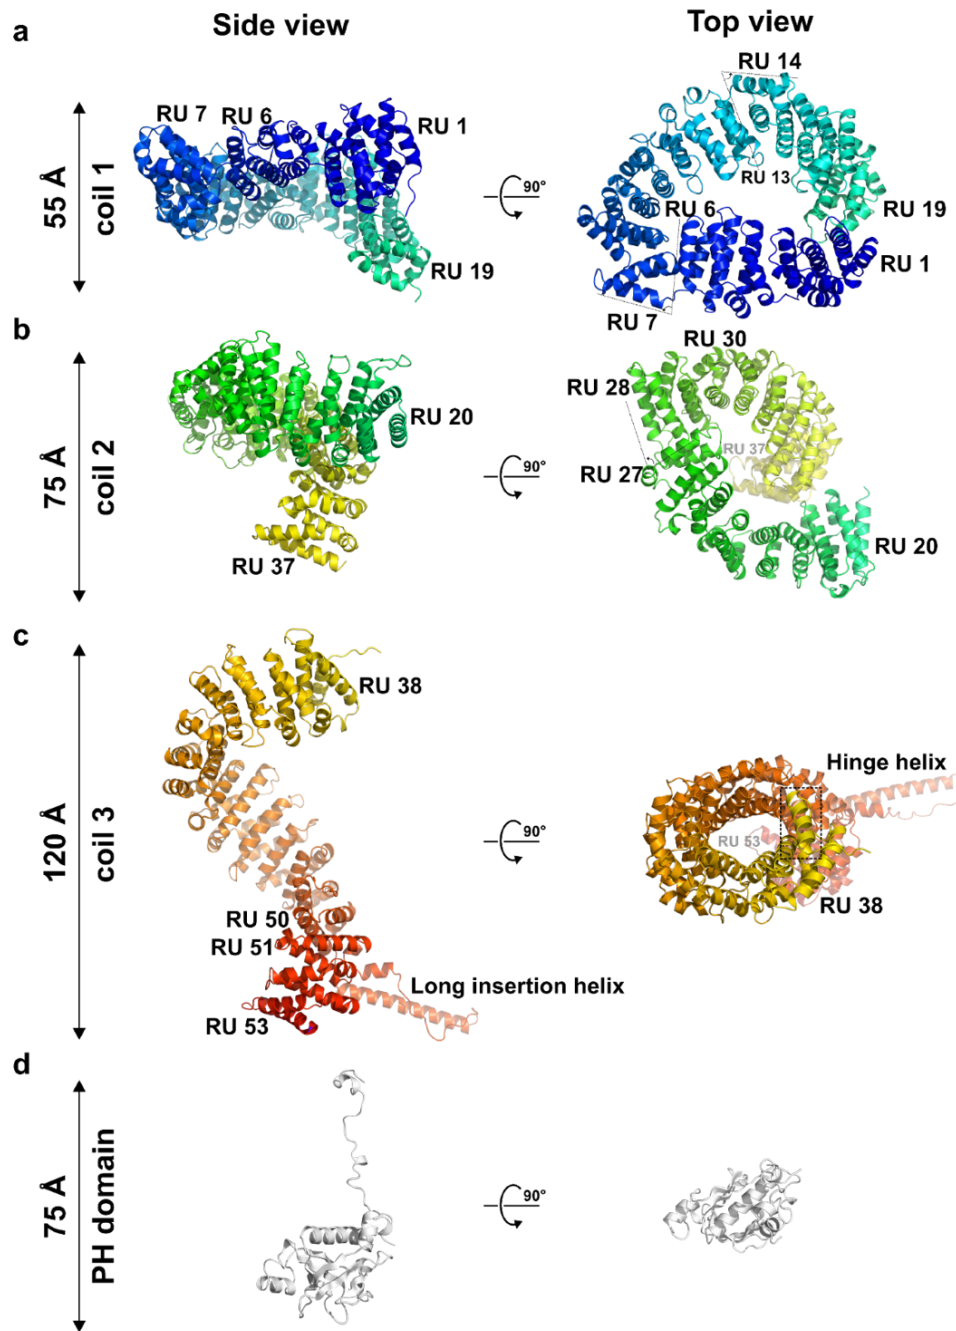 Side view
Top view
a
55 Å
coil 1
RU 7
RU 6
RU 1
RU 19
90°
RU 14
RU 13
RU 6
RU 19
RU 1
RU 7
b
75 Å
coil 2
RU 20
RU 37
90°
RU 30
RU 28
RU 37
RU 27
RU 20
c
120 Å
coil 3
RU 38
RU 50
RU 51
Long insertion helix
RU 53
90°
Hinge helix
RU 53
RU 38
d
75 Å
PH domain
90°